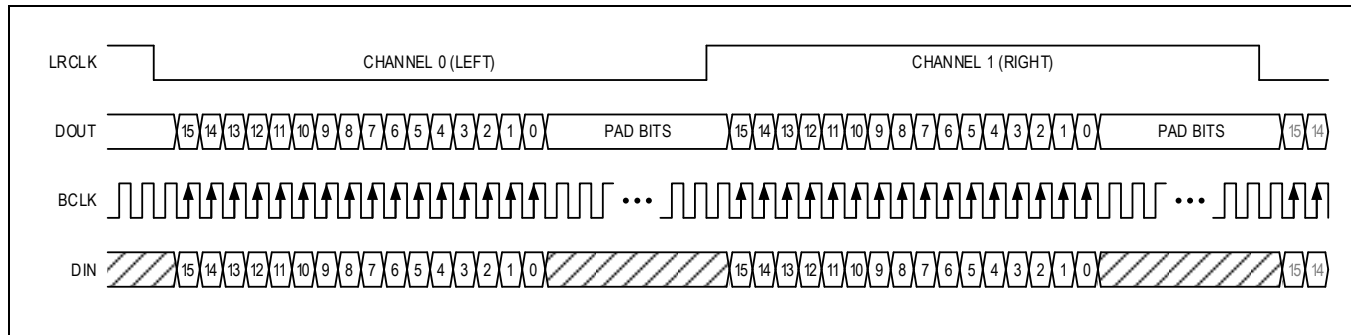 LRCLK CHANNEL 0 (LEFT) CHANNEL 1 (RIGHT)
DOUT 15 14 13 12 11 10 9 8 7 6 5 4 3 2 1 0 PAD BITS 15 14 13 12 11 10 9 8 7 6 5 4 3 2 1 0 PAD BITS 15 14
BCLK
DIN 15 14 13 12 11 10 9 8 7 6 5 4 3 2 1 0 15 14 13 12 11 10 9 8 7 6 5 4 3 2 1 0 15 14